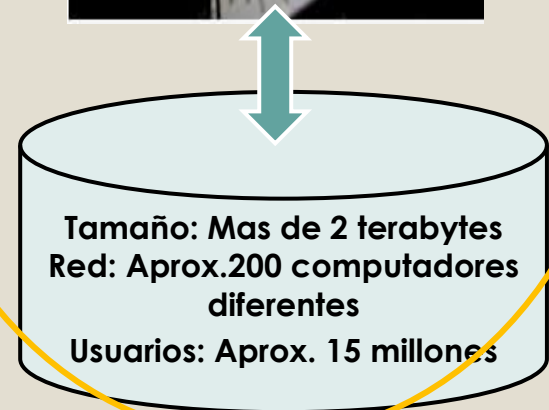 Tamaño: Mas de 2 terabytes
Red: Aprox.200 computadores
diferentes
Usuarios: Aprox. 15 millones